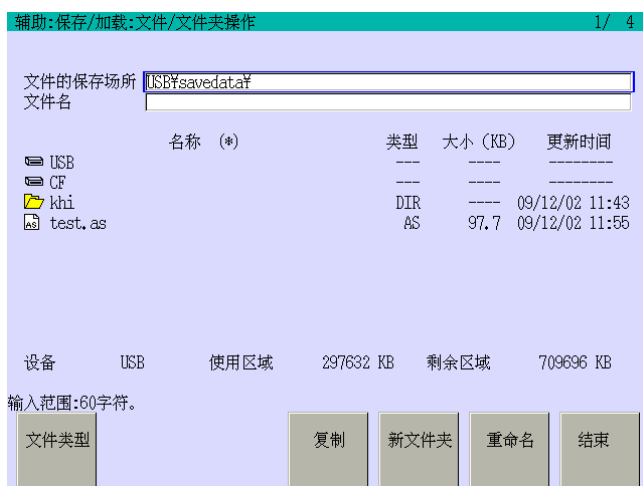 辅助:保存/加载:文件/文件夹操作 1/ 4
文件的保存场所 USB¥savedata¥
文件名
名称 (*) 类型 大小 (KB) 更新时间
USB --- ---- --------
CF --- ---- --------
khi DIR ---- 09/12/02 11:43
AS test.as AS 97.7 09/12/02 11:55
设备 USB 使用区域 297632 KB 剩余区域 709696 KB
输入范围:60字符。
文件类型 复制 新文件夹 重命名 结束